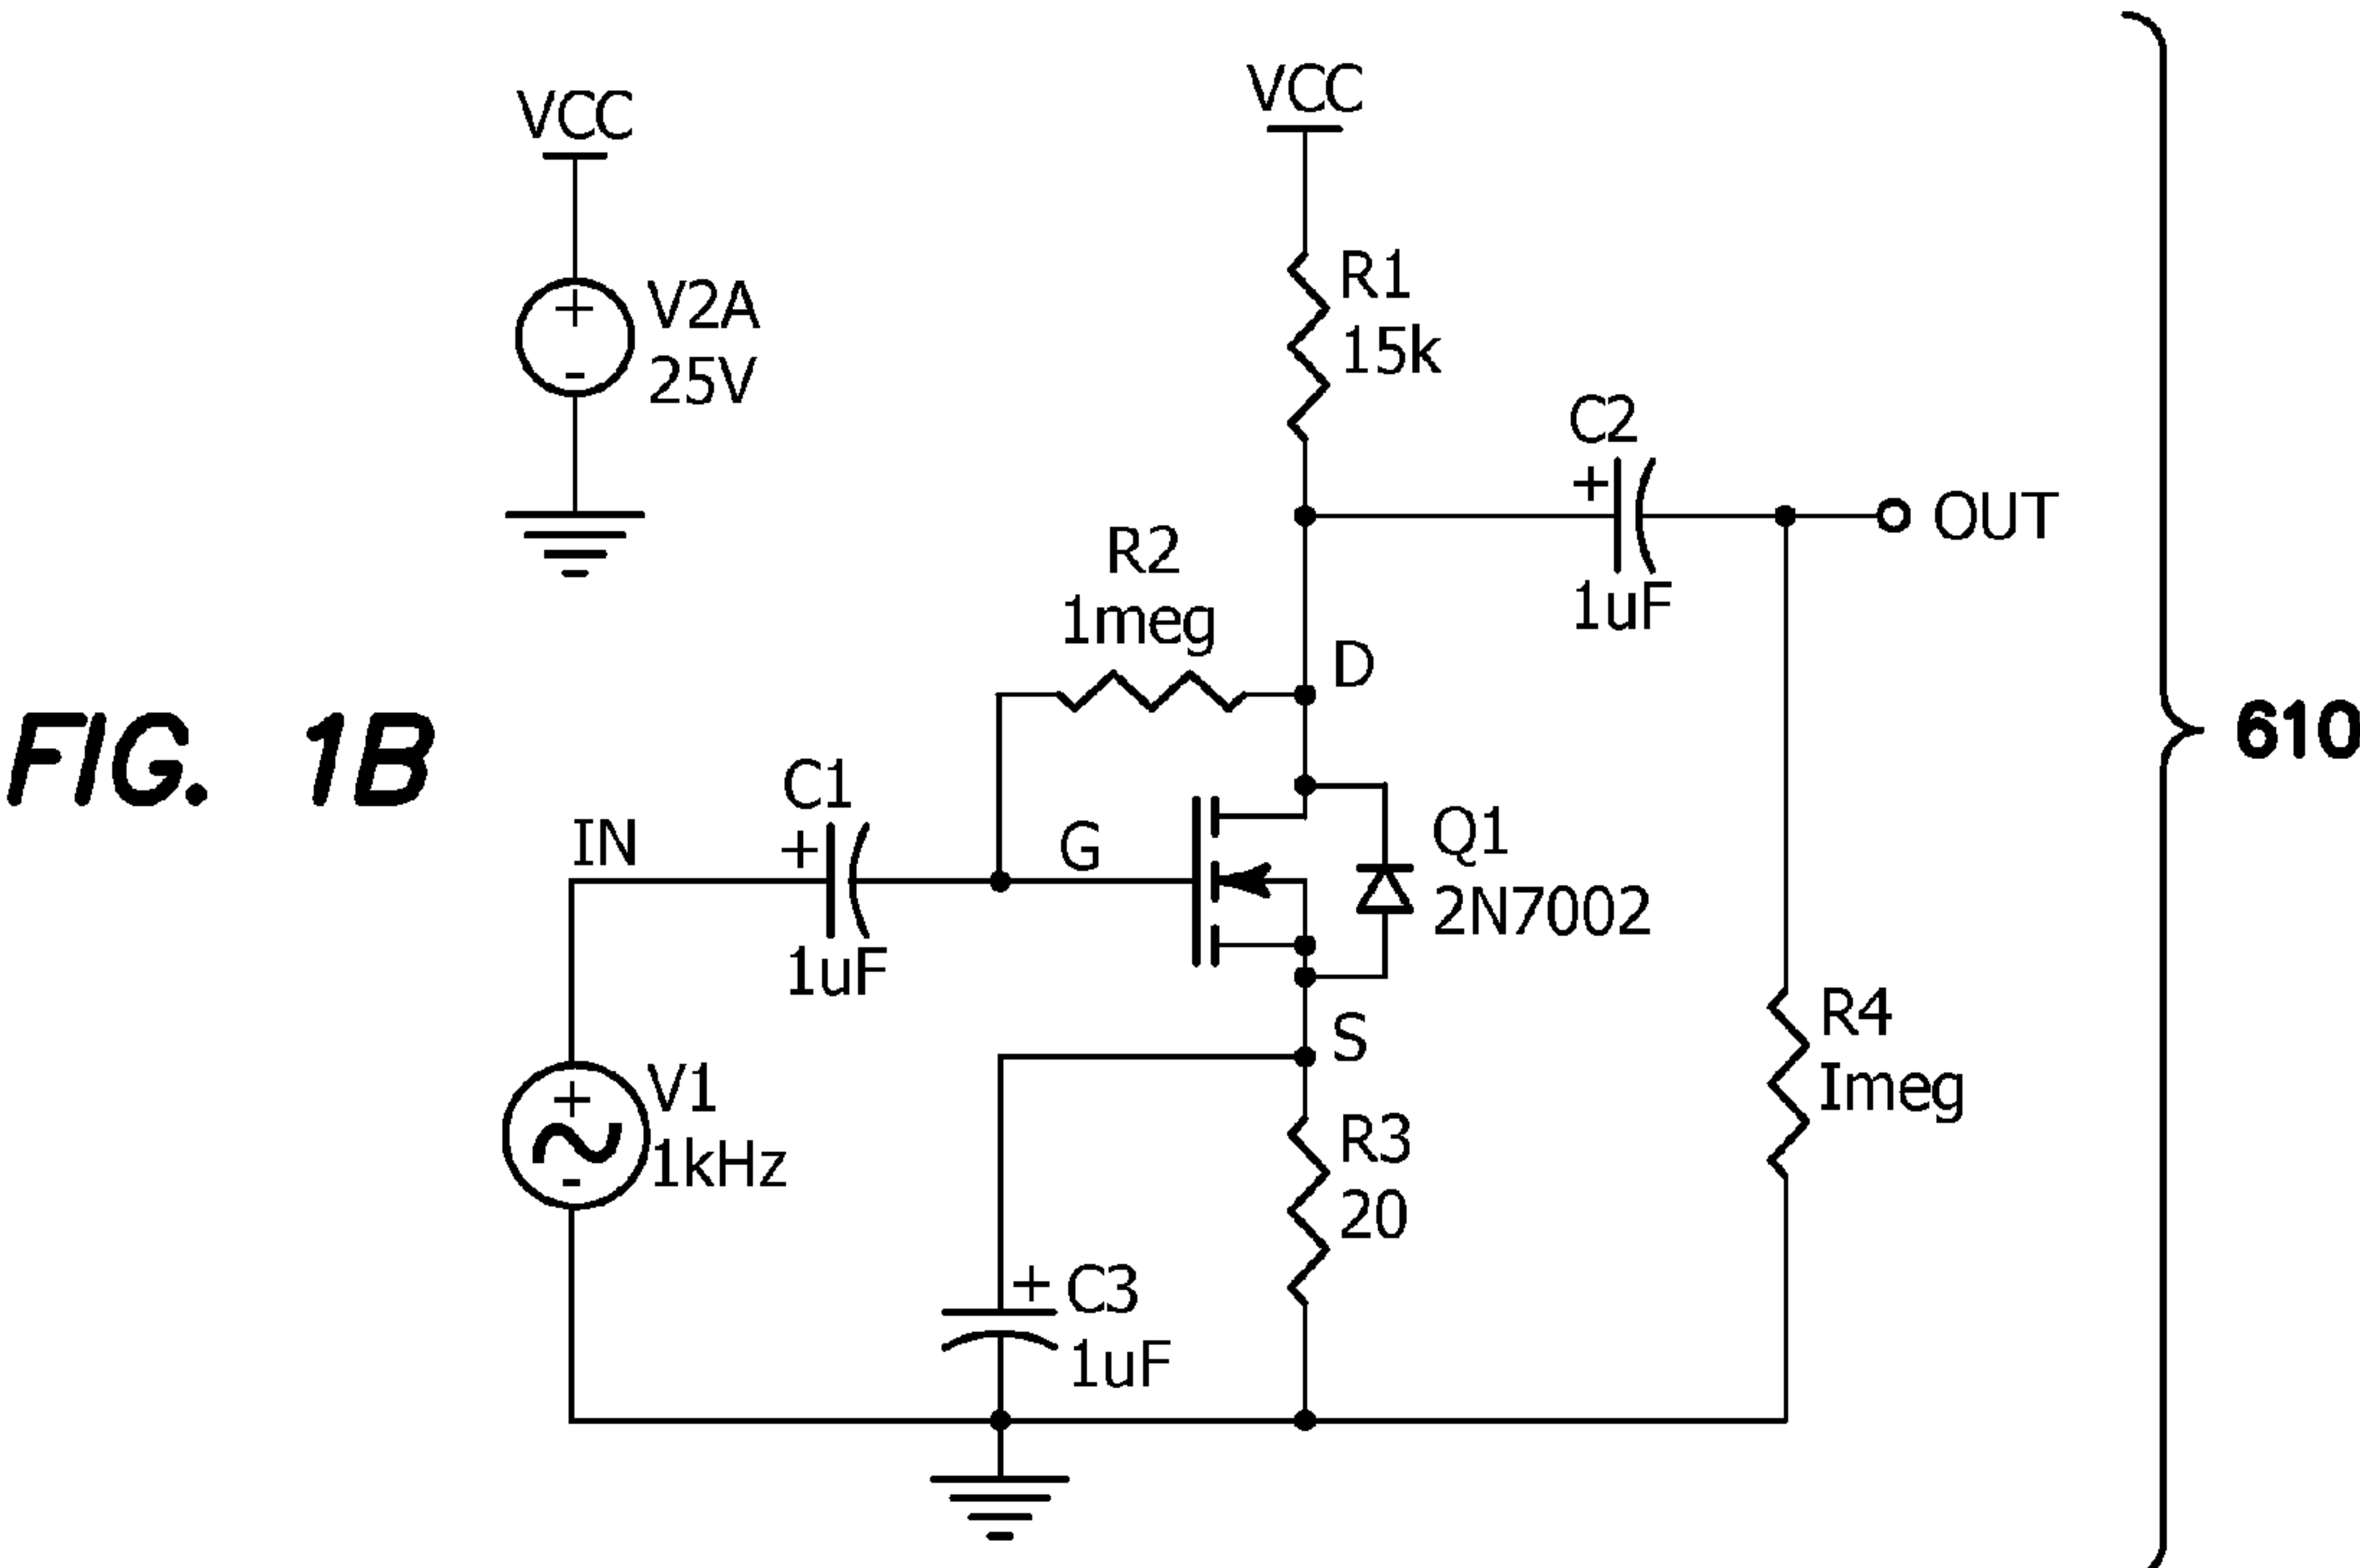 VCC
VCC
+
-
V2A
25V
R1
15k
C2
+
1uF
OUT
R2
1meg
D
FIG. 1B
610
C1
+
1uF
IN
G
Q1
2N7002
S
V1
1kHz
+
-
R4
Imeg
R3
20
+
C3
1uF